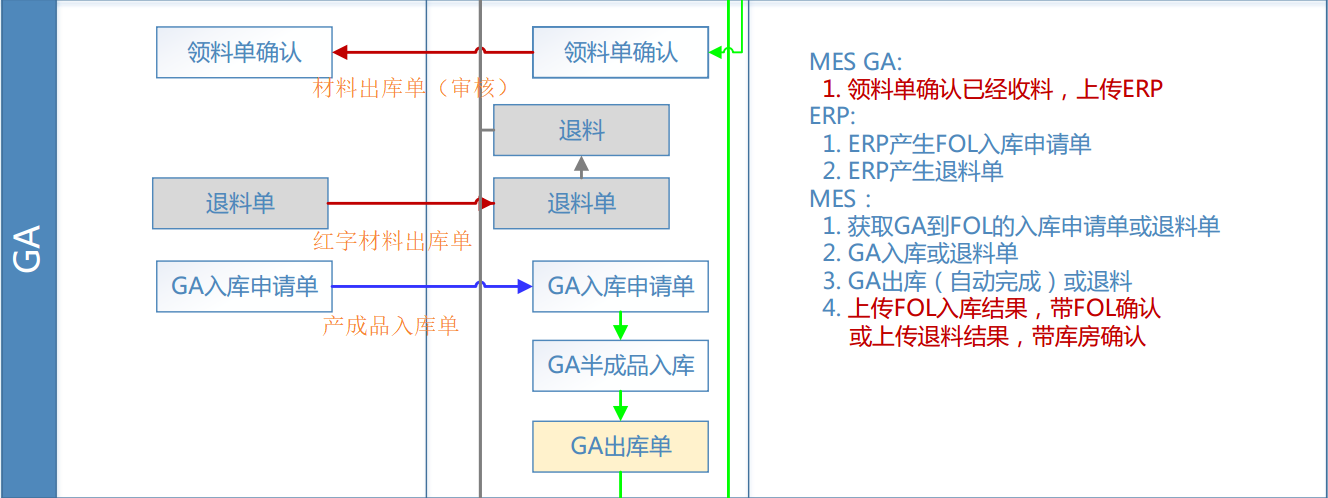 GA
领料单确认
领料单确认
材料出库单（审核）
退料
退料单
退料单
红字材料出库单
GA入库申请单
GA入库申请单
产成品入库单
GA半成品入库
GA出库单
MES GA:
1. 领料单确认已经收料，上传ERP
ERP:
1. ERP产生FOL入库申请单
2. ERP产生退料单
MES：
1. 获取GA到FOL的入库申请单或退料单
2. GA入库或退料单
3. GA出库（自动完成）或退料
4. 上传FOL入库结果，带FOL确认
或上传退料结果，带库房确认